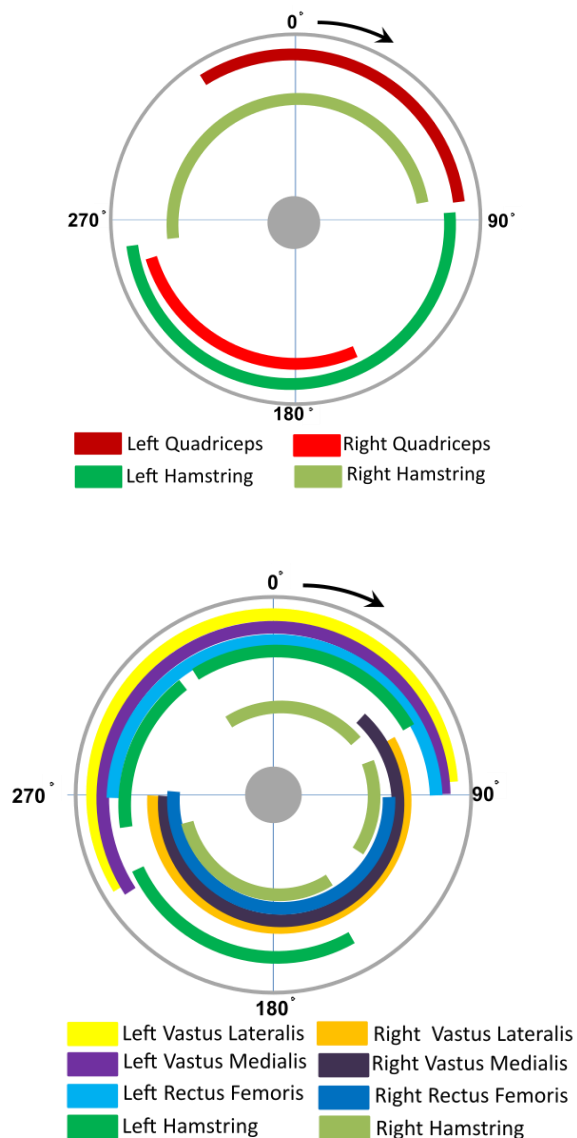 0°
270°
90°
180°
Left Quadriceps
Right Quadriceps
Left Hamstring
Right Hamstring
0°
270°
90°
180°
Left Vastus Lateralis
Right Vastus Lateralis
Left Vastus Medialis
Right Vastus Medialis
Left Rectus Femoris
Right Rectus Femoris
Left Hamstring
Right Hamstring